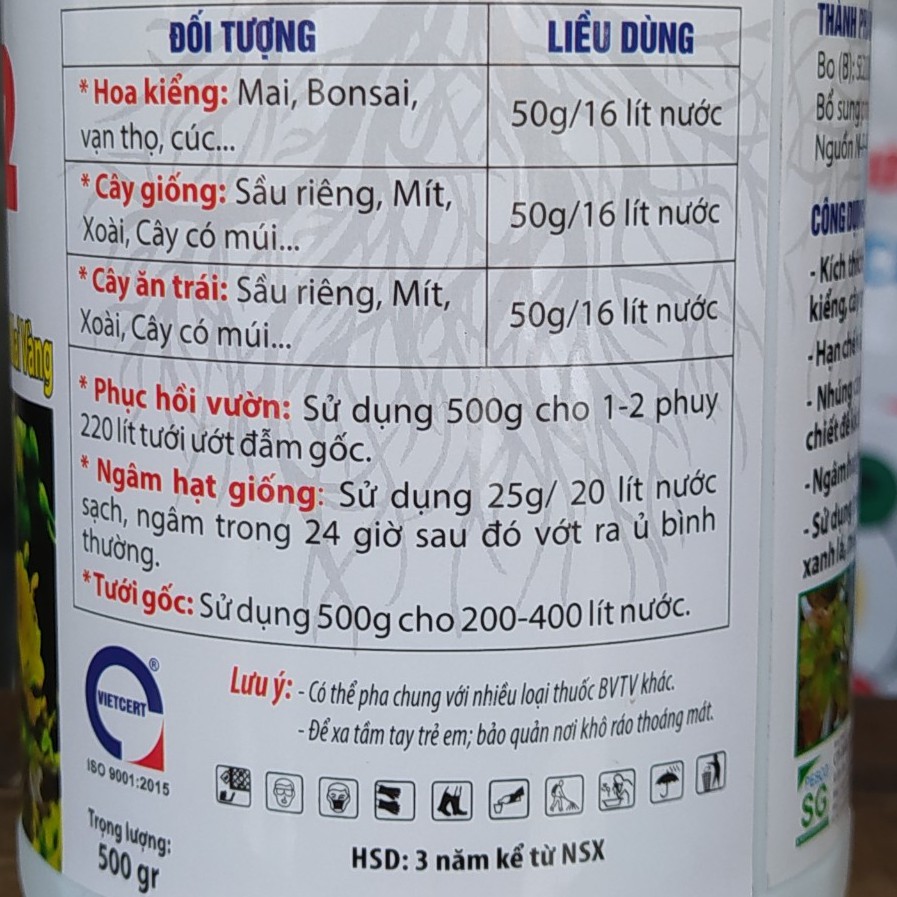 ĐỐI TƯỢNG LIỀU DÙNG
* Hoa kiểng: Mai, Bonsai,
vạn thọ, cúc...
50g/16 lít nước
* Cây giống: Sầu riêng, Mít,
Xoài, Cây có múi...
50g/16 lít nước
* Cây ăn trái: Sầu riêng, Mít,
Xoài, Cây có múi...
50g/16 lít nước
* Phục hồi vườn: Sử dụng 500g cho 1-2 phuy
220 lít tưới ướt đẫm gốc.
* Ngâm hạt giống: Sử dụng 25g/ 20 lít nước
sạch, ngâm trong 24 giờ sau đó vớt ra ủ bình
thường.
*Tưới gốc: Sử dụng 500g cho 200-400 lít nước.
Lưu ý: - Có thể pha chung với nhiều loại thuốc BVTV khác.
- Để xa tầm tay trẻ em; bảo quản nơi khô ráo thoáng mát.
VIETCERT
®
ISO 9001:2015
Trọng lượng:
500 gr
HSD: 3 năm kể từ NSX
Vàng
THÀNH
Bo (B):
Bổ sung
Nguồn
CÔNG
- Kích
kiểng,
- Hạn
- Nhúng
chiết để
- Ngâm
- Sử dụng
xanh lá,
SG